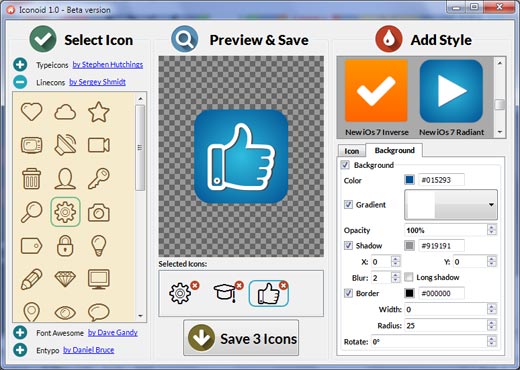 Iconoid 1.0 - Beta version
Select Icon
Typeicons by Stephen Hutchings
Linecons by Sergey Shmidt
Font Awesome by Dave Gandy
Entypo by Daniel Bruce
Preview & Save
Selected Icons:
Save 3 Icons
Add Style
New iOs 7 Inverse
New iOs 7 Radiant
Icon
Background
Background
Color #015293
Gradient
Opacity 100%
Shadow #919191
X: 0 Y: 0
Blur: 2 Long shadow
Border #000000
Width: 0
Radius: 25
Rotate: 0°